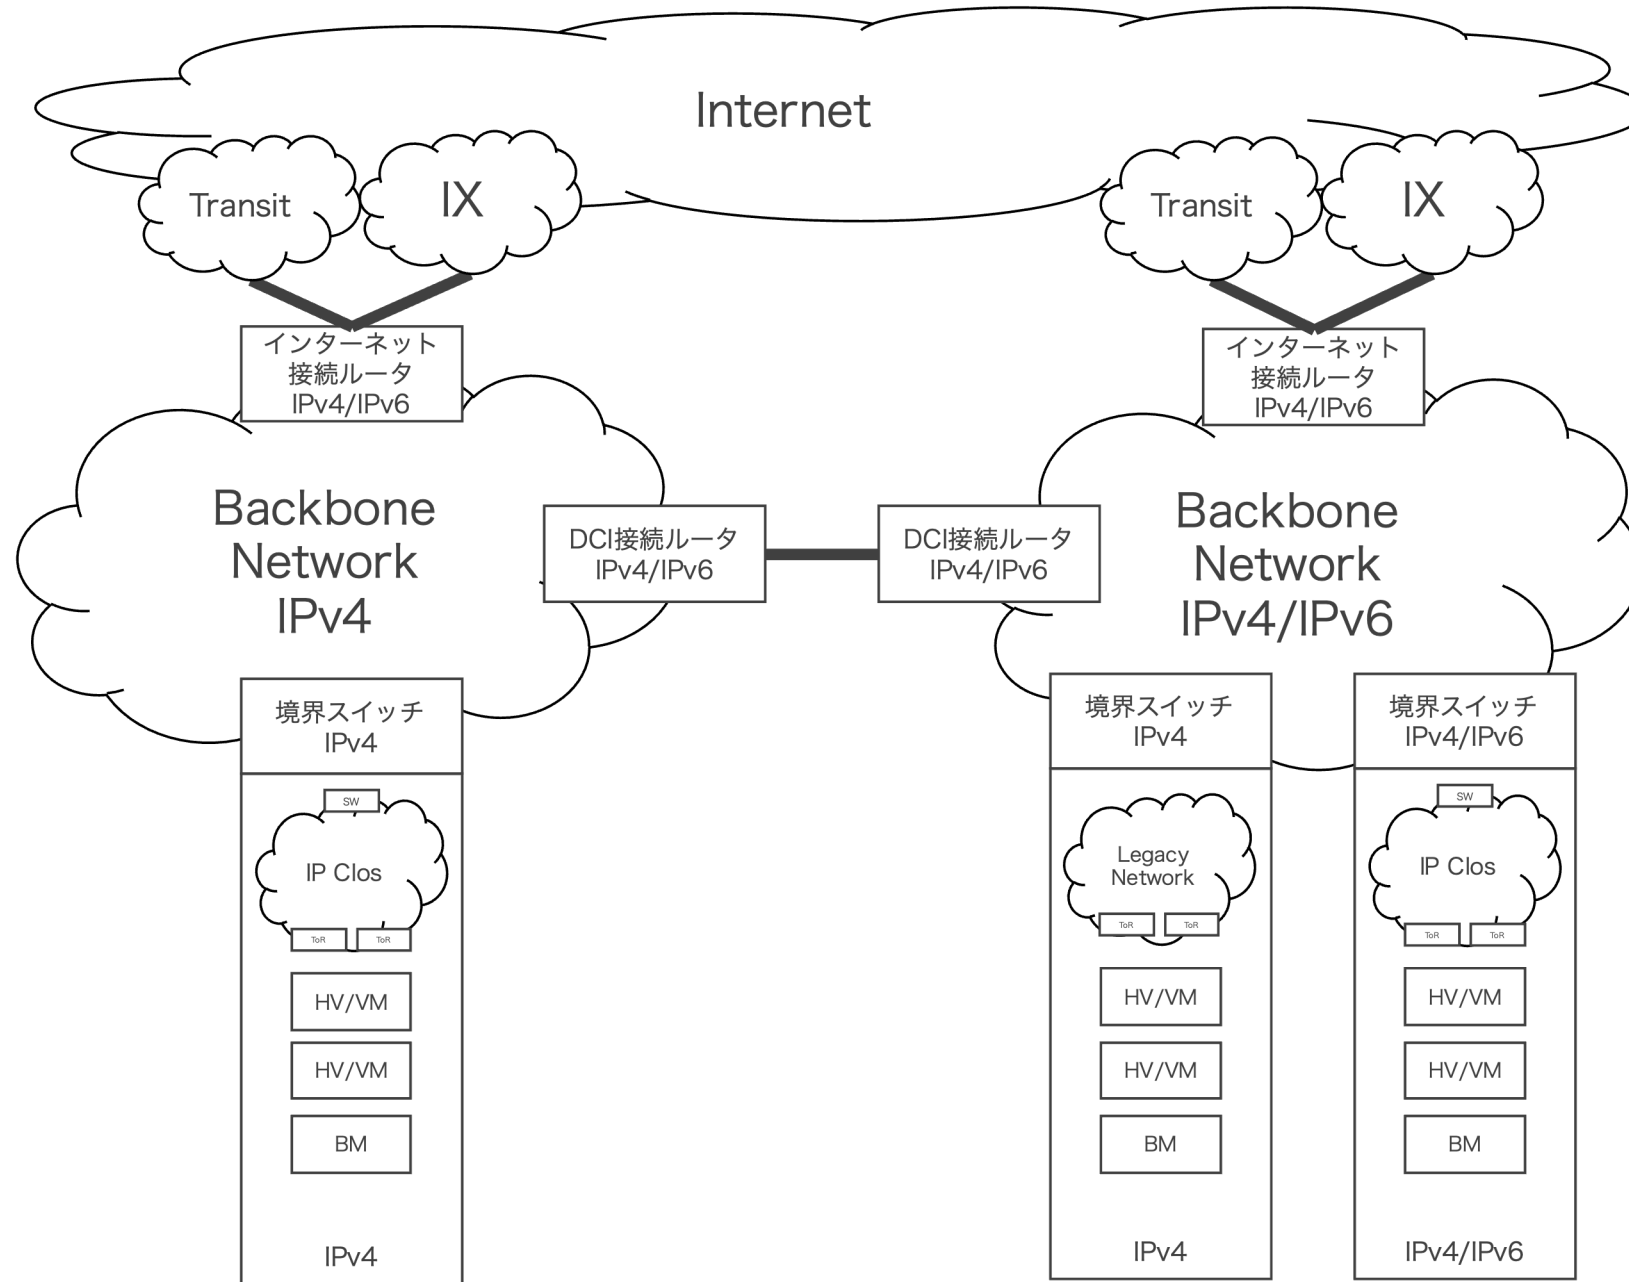 Internet
Transit
IX
Transit
IX
インターネット
接続ルータ
IPv4/IPv6
インターネット
接続ルータ
IPv4/IPv6
Backbone
Network
IPv4
DCI接続ルータ
IPv4/IPv6
DCI接続ルータ
IPv4/IPv6
Backbone
Network
IPv4/IPv6
境界スイッチ
IPv4
SW
IP Clos
ToR
ToR
HV/VM
HV/VM
BM
IPv4
境界スイッチ
IPv4
Legacy
Network
ToR
ToR
HV/VM
HV/VM
BM
IPv4
境界スイッチ
IPv4/IPv6
SW
IP Clos
ToR
ToR
HV/VM
HV/VM
BM
IPv4/IPv6